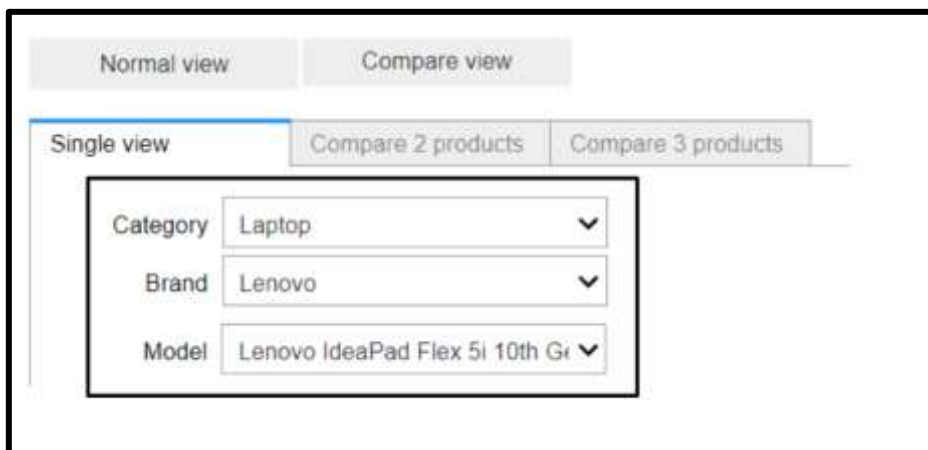 Normal view Compare view
Single view Compare 2 products Compare 3 products
Category Laptop
Brand Lenovo
Model Lenovo IdeaPad Flex 5i 10th Ge